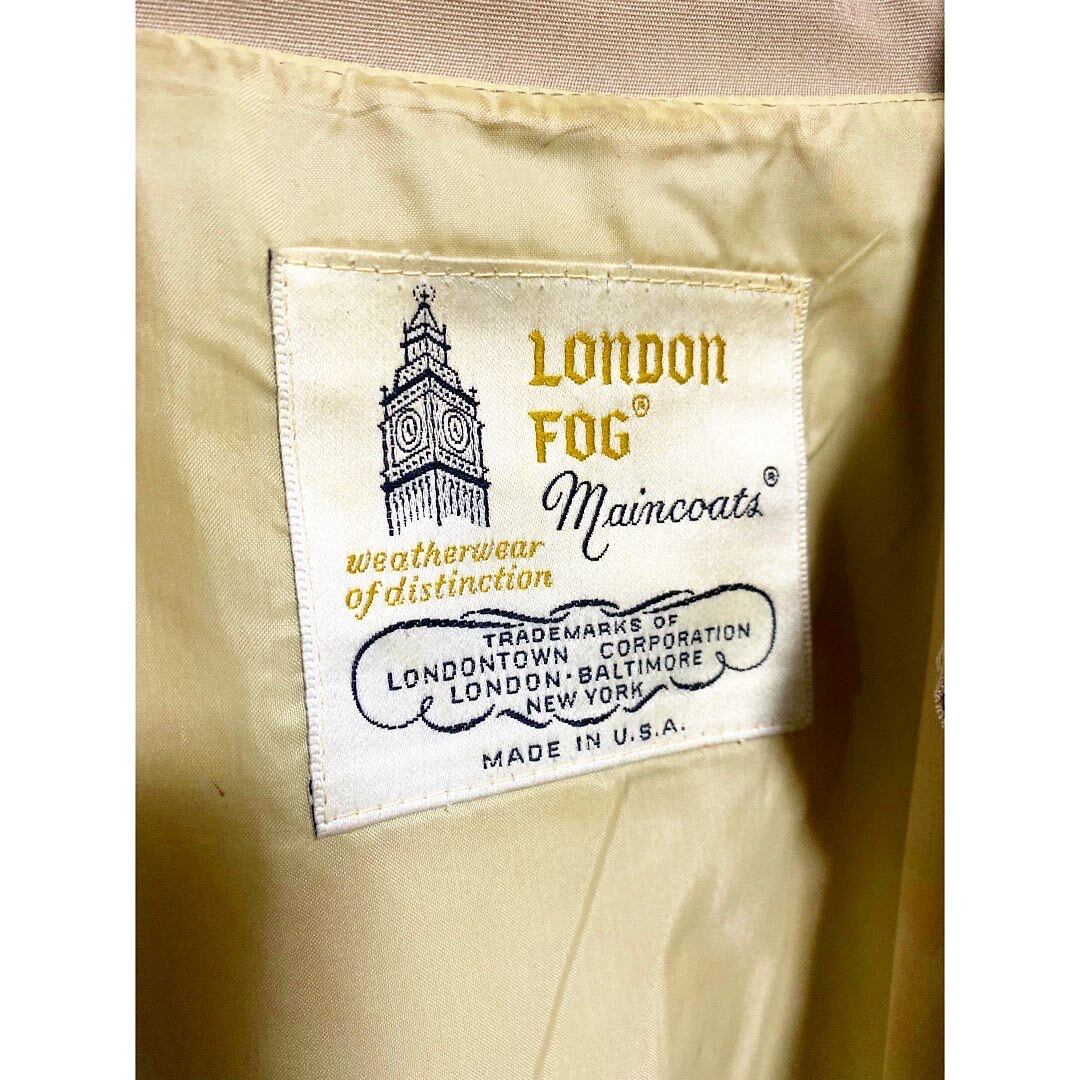 LONDON
FOG®
Maincoats®
weatherwear
of distinction
TRADEMARKS OF
LONDONTOWN CORPORATION
LONDON · BALTIMORE
NEW YORK
MADE IN U.S.A.